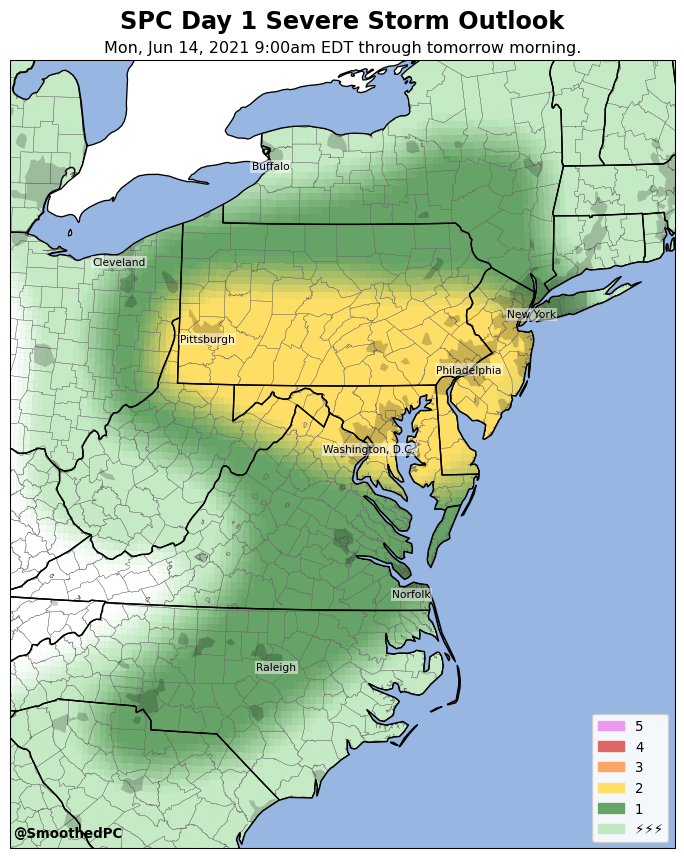 SPC Day 1 Severe Storm Outlook
Mon, Jun 14, 2021 9:00am EDT through tomorrow morning.
Buffalo
Cleveland
New York
Pittsburgh
Philadelphia
Washington, D.C.
Norfolk
Raleigh
5
4
3
2
1
⚡⚡⚡
@SmoothedPC